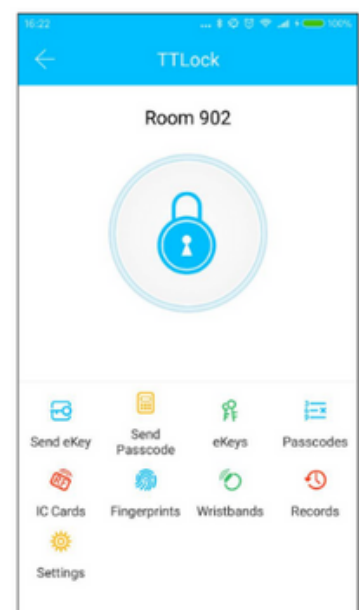 16:22 ... 100%
TTLock
Room 902
Send eKey Send Passcode eKeys Passcodes
IC Cards Fingerprints Wristbands Records
Settings